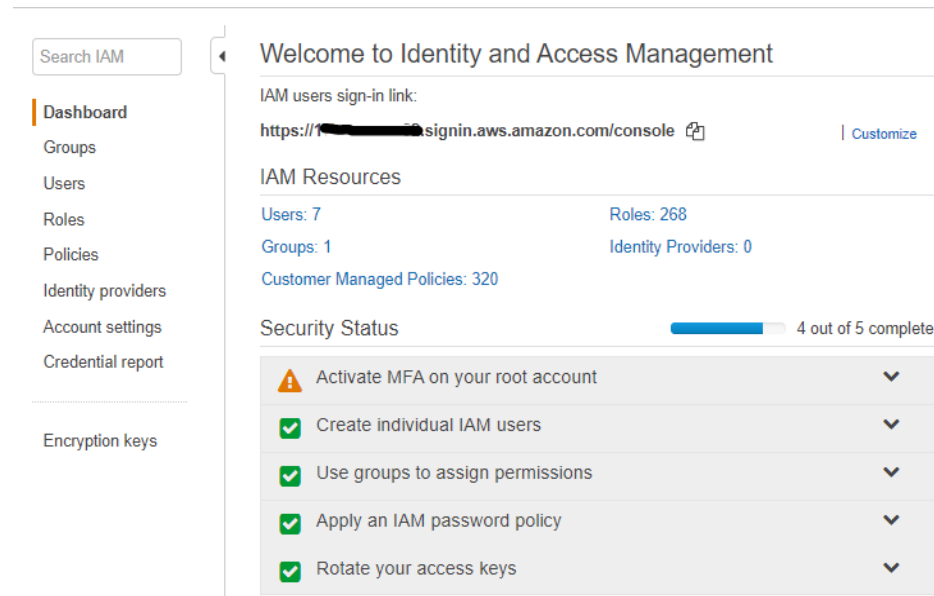 Search IAM
Dashboard
Groups
Users
Roles
Policies
Identity providers
Account settings
Credential report
Encryption keys
Welcome to Identity and Access Management
IAM users sign-in link:
https://1 .signin.aws.amazon.com/console
Customize
IAM Resources
Users: 7 Roles: 268
Groups: 1 Identity Providers: 0
Customer Managed Policies: 320
Security Status 4 out of 5 complete
Activate MFA on your root account
Create individual IAM users
Use groups to assign permissions
Apply an IAM password policy
Rotate your access keys